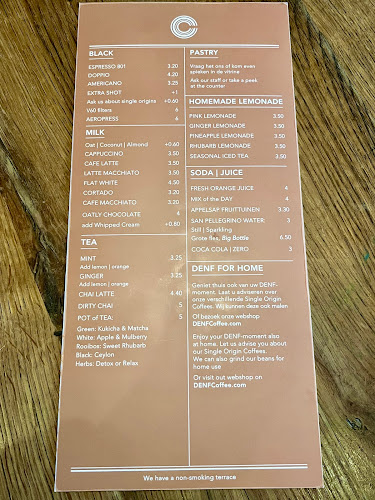 BLACK
ESPRESSO 801 3.20
DOPPIO 4.20
AMERICANO 3.25
EXTRA SHOT +1
Ask us about single origins +0.60
V60 filters 6
AEROPRESS 6
MILK
Oat | Coconut | Almond +0.60
CAPPUCCINO 3.50
CAFE LATTE 3.50
LATTE MACCHIATO 3.50
FLAT WHITE 4.50
CORTADO 3.20
CAFE MACCHIATO 3.20
OATLY CHOCOLATE 4
add Whipped Cream +0.80
TEA
MINT 3.25
Add lemon | orange
GINGER 3.25
Add lemon | orange
CHAI LATTE 4.40
DIRTY CHAI 5
POT of TEA: 5
Green: Kukicha & Matcha
White: Apple & Mulberry
Rooibos: Sweet Rhubarb
Black: Ceylon
Herbs: Detox or Relax
PASTRY
Vraag het ons of kom even
spieken in de vitrine
Ask our staff or take a peek
at the counter
HOMEMADE LEMONADE
PINK LEMONADE 3.50
GINGER LEMONADE 3.50
PINEAPPLE LEMONADE 3.50
RHUBARB LEMONADE 3.50
SEASONAL ICED TEA 3.50
SODA | JUICE
FRESH ORANGE JUICE 4
MIX of the DAY 4
APPELSAP FRUITTUINEN 3.30
SAN PELLEGRINO WATER: 3
Still | Sparkling
Grote fles, Big Bottle 6.50
COCA COLA | ZERO 3
DENF FOR HOME
Geniet thuis ook van uw DENF-
moment. Laat u adviseren over
onze verschillende Single Origin
Coffees. Wij kunnen deze ook malen
Of bezoek onze webshop
DENFCoffee.com
Enjoy your DENF-moment also
at home. Let us advise you about
our Single Origin Coffees.
We can also grind our beans for
home use
Or visit out webshop on
DENFCoffee.com
We have a non-smoking terrace